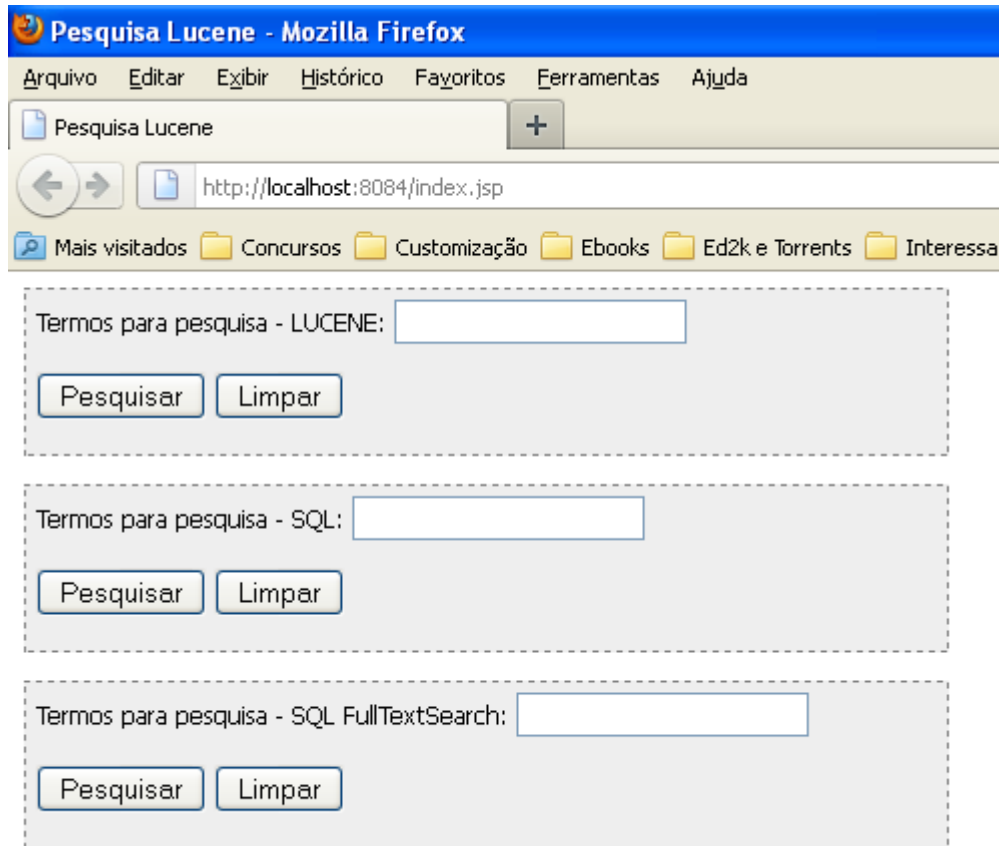 Pesquisa Lucene - Mozilla Firefox
Arquivo Editar Exibir Histórico Favoritos Ferramentas Ajuda
Pesquisa Lucene +
http://localhost:8084/index.jsp
Mais visitados Concursos Customização Ebooks Ed2k e Torrents Interessa
Termos para pesquisa - LUCENE:
Pesquisar Limpar
Termos para pesquisa - SQL:
Pesquisar Limpar
Termos para pesquisa - SQL FullTextSearch:
Pesquisar Limpar